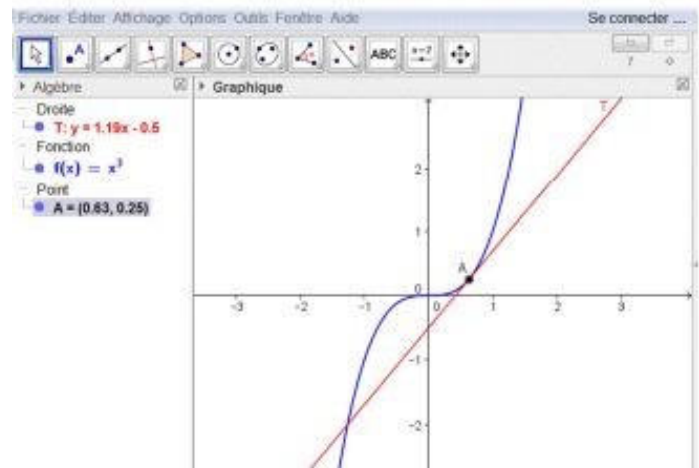 Fichier Éditer Affichage Options Outils Fenêtre Aide
Se connecter ...
ABC
a=2
Algèbre
Graphique
Droite
T: y = 1.19x - 0.5
Fonction
f(x) = x³
Point
A = (0.63, 0.25)
T
A
2
1
0
-1
-2
-3 -2 -1 0 1 2 3